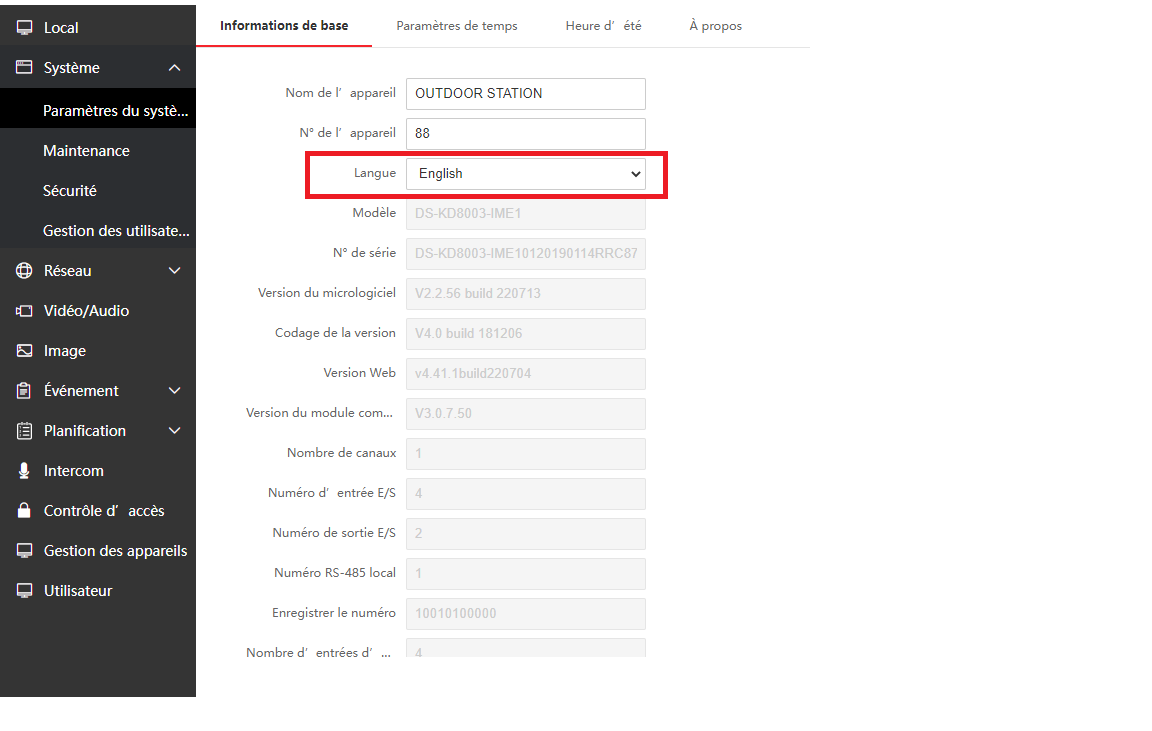 Local
Système
Paramètres du systè...
Maintenance
Sécurité
Gestion des utilisate...
Réseau
Vidéo/Audio
Image
Événement
Planification
Intercom
Contrôle d’accès
Gestion des appareils
Utilisateur
Informations de base
Paramètres de temps
Heure d’été
À propos
Nom de l’appareil OUTDOOR STATION
N° de l’appareil 88
Langue English
Modèle DS-KD8003-IME1
N° de série DS-KD8003-IME10120190114RRC87
Version du micrologiciel V2.2.56 build 220713
Codage de la version V4.0 build 181206
Version Web v4.41.1build220704
Version du module com... V3.0.7.50
Nombre de canaux 1
Numéro d’entrée E/S 4
Numéro de sortie E/S 2
Numéro RS-485 local 1
Enregistrer le numéro 10010100000
Nombre d’entrées d’... 4